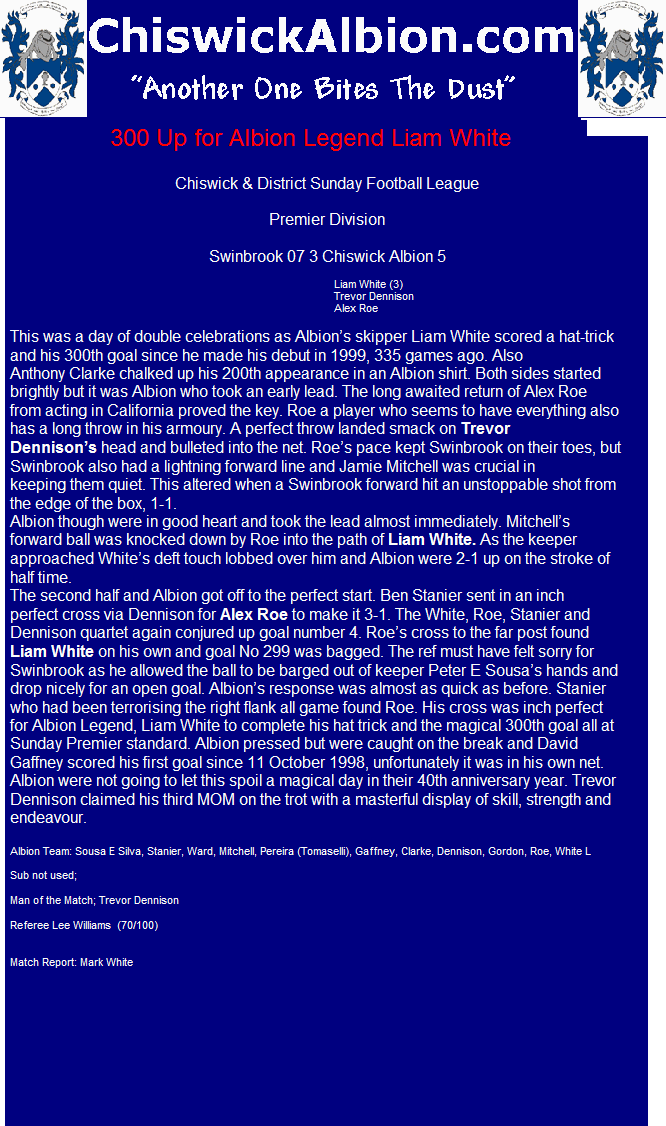 ChiswickAlbion.com
“Another One Bites The Dust”
300 Up for Albion Legend Liam White
Chiswick & District Sunday Football League
Premier Division
Swinbrook 07 3 Chiswick Albion 5
Liam White (3)
Trevor Dennison
Alex Roe
This was a day of double celebrations as Albion’s skipper Liam White scored a hat-trick
and his 300th goal since he made his debut in 1999, 335 games ago. Also
Anthony Clarke chalked up his 200th appearance in an Albion shirt. Both sides started
brightly but it was Albion who took an early lead. The long awaited return of Alex Roe
from acting in California proved the key. Roe a player who seems to have everything also
has a long throw in his armoury. A perfect throw landed smack on Trevor
Dennison’s head and bulleted into the net. Roe’s pace kept Swinbrook on their toes, but
Swinbrook also had a lightning forward line and Jamie Mitchell was crucial in
keeping them quiet. This altered when a Swinbrook forward hit an unstoppable shot from
the edge of the box, 1-1.
Albion though were in good heart and took the lead almost immediately. Mitchell’s
forward ball was knocked down by Roe into the path of Liam White. As the keeper
approached White’s deft touch lobbed over him and Albion were 2-1 up on the stroke of
half time.
The second half and Albion got off to the perfect start. Ben Stanier sent in an inch
perfect cross via Dennison for Alex Roe to make it 3-1. The White, Roe, Stanier and
Dennison quartet again conjured up goal number 4. Roe’s cross to the far post found
Liam White on his own and goal No 299 was bagged. The ref must have felt sorry for
Swinbrook as he allowed the ball to be barged out of keeper Peter E Sousa’s hands and
drop nicely for an open goal. Albion’s response was almost as quick as before. Stanier
who had been terrorising the right flank all game found Roe. His cross was inch perfect
for Albion Legend, Liam White to complete his hat trick and the magical 300th goal all at
Sunday Premier standard. Albion pressed but were caught on the break and David
Gaffney scored his first goal since 11 October 1998, unfortunately it was in his own net.
Albion were not going to let this spoil a magical day in their 40th anniversary year. Trevor
Dennison claimed his third MOM on the trot with a masterful display of skill, strength and
endeavour.
Albion Team: Sousa E Silva, Stanier, Ward, Mitchell, Pereira (Tomaselli), Gaffney, Clarke, Dennison, Gordon, Roe, White L
Sub not used;
Man of the Match; Trevor Dennison
Referee Lee Williams (70/100)
Match Report: Mark White